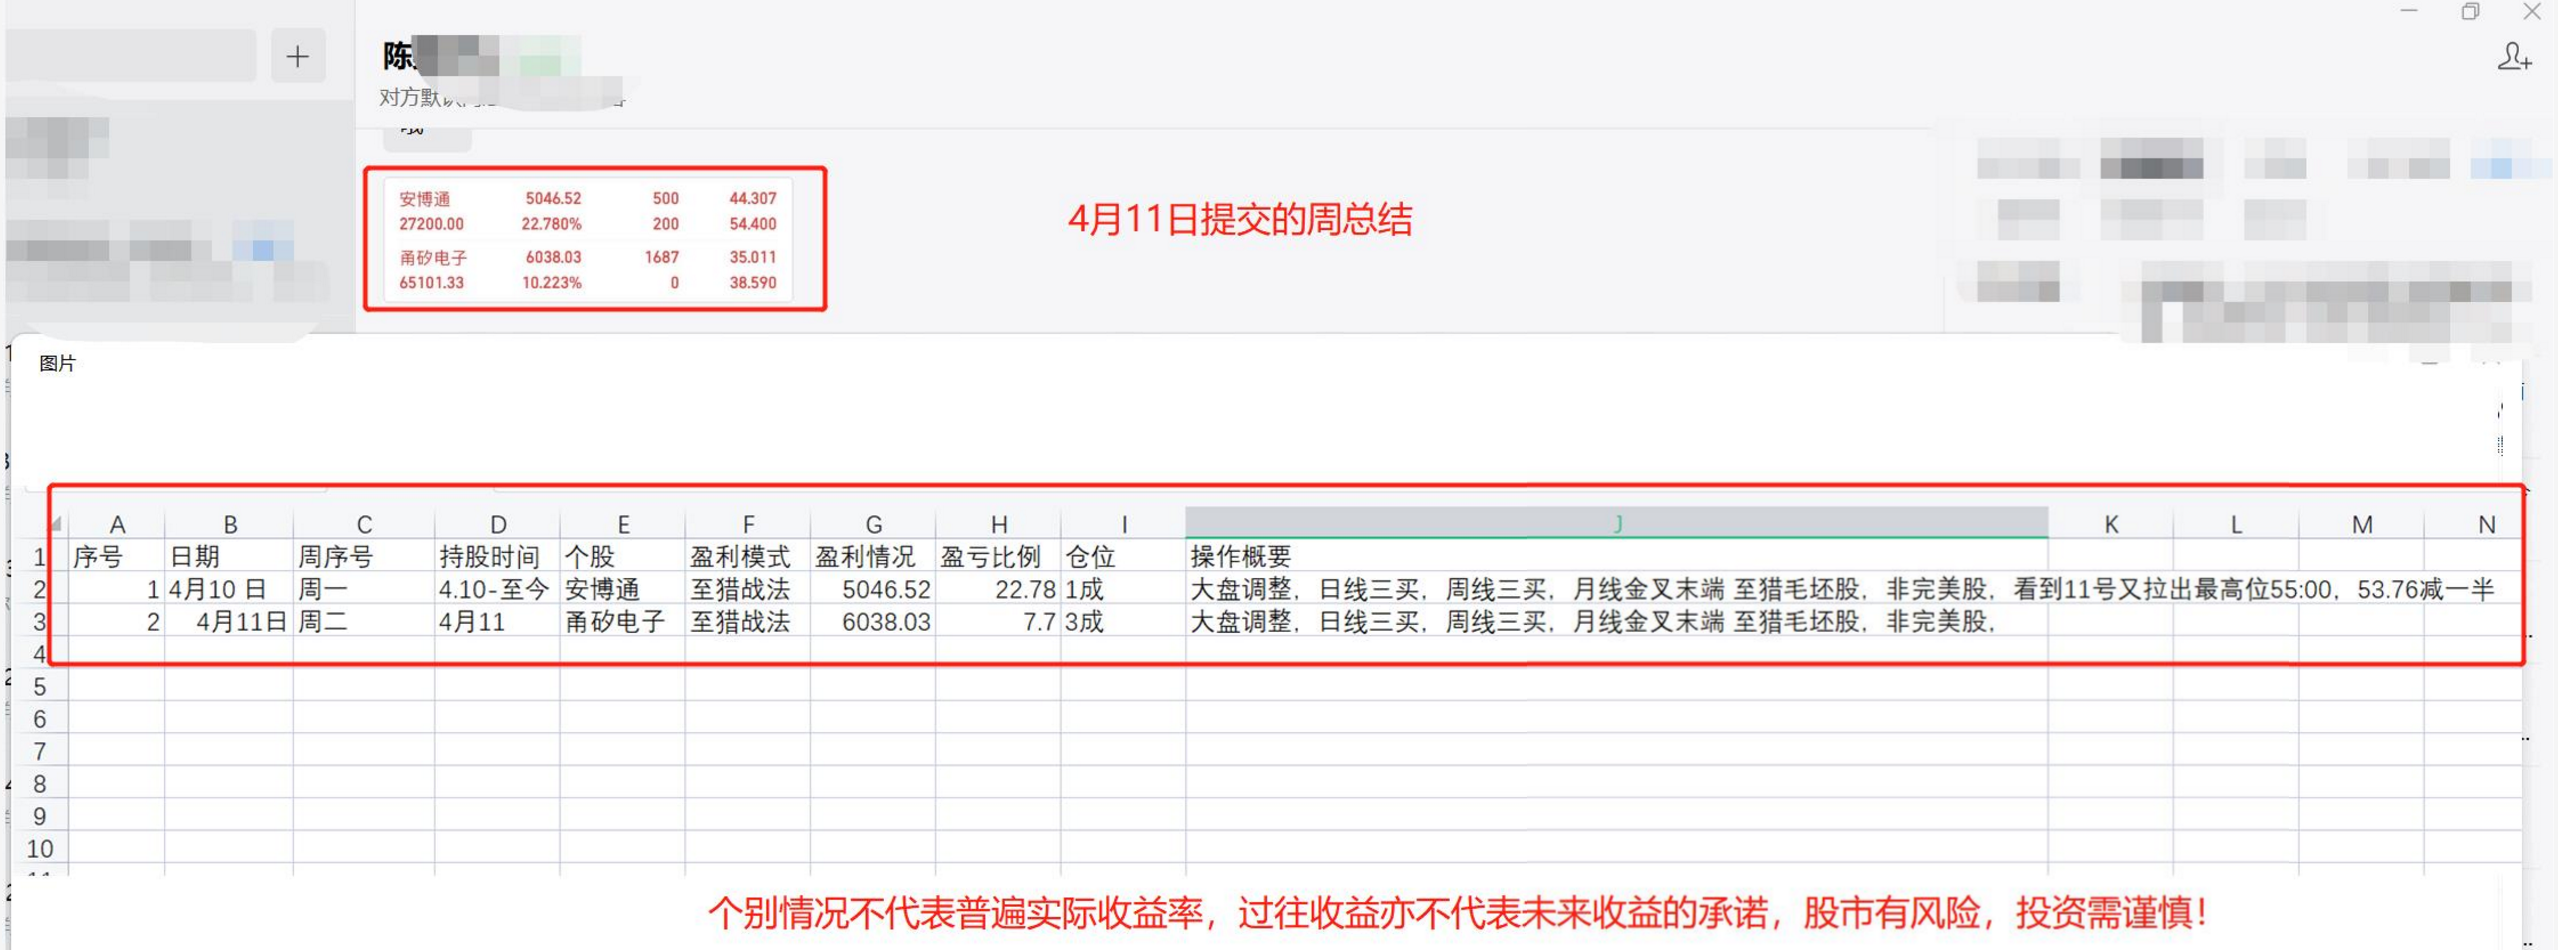 陈
对方默
安博通 5046.52 500 44.307
27200.00 22.780% 200 54.400
甬矽电子 6038.03 1687 35.011
65101.33 10.223% 0 38.590
4月11日提交的周总结
图片
A B C D E F G H I J K L M N
1 序号 日期 周序号 持股时间 个股 盈利模式 盈利情况 盈亏比例 仓位 操作概要
2 1 4月10 日 周一 4.10-至今 安博通 至猎战法 5046.52 22.78 1成 大盘调整，日线三买，周线三买，月线金叉末端 至猎毛坯股，非完美股，看到11号又拉出最高位55:00，53.76减一半
3 2 4月11日 周二 4月11 甬矽电子 至猎战法 6038.03 7.7 3成 大盘调整，日线三买，周线三买，月线金叉末端 至猎毛坯股，非完美股，
4
5
6
7
8
9
10
个别情况不代表普遍实际收益率，过往收益亦不代表未来收益的承诺，股市有风险，投资需谨慎！